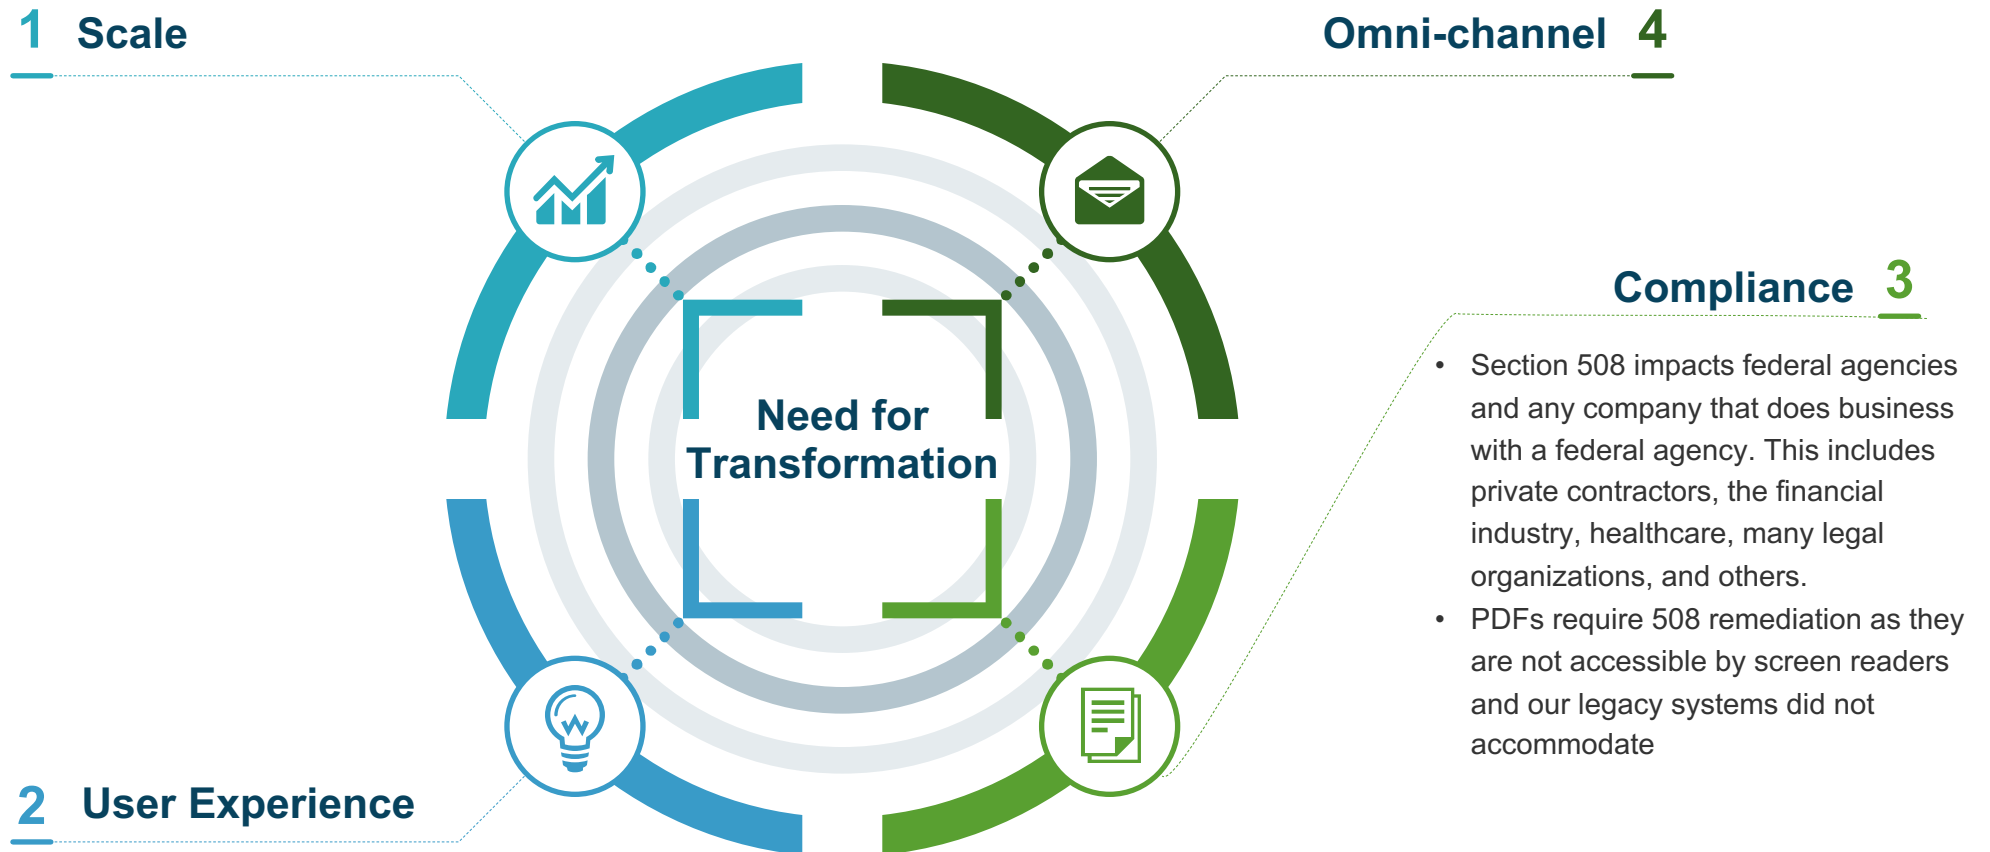 1 Scale
Omni-channel 4
Need for
Transformation
2 User Experience
Compliance 3
• Section 508 impacts federal agencies
and any company that does business
with a federal agency. This includes
private contractors, the financial
industry, healthcare, many legal
organizations, and others.
• PDFs require 508 remediation as they
are not accessible by screen readers
and our legacy systems did not
accommodate